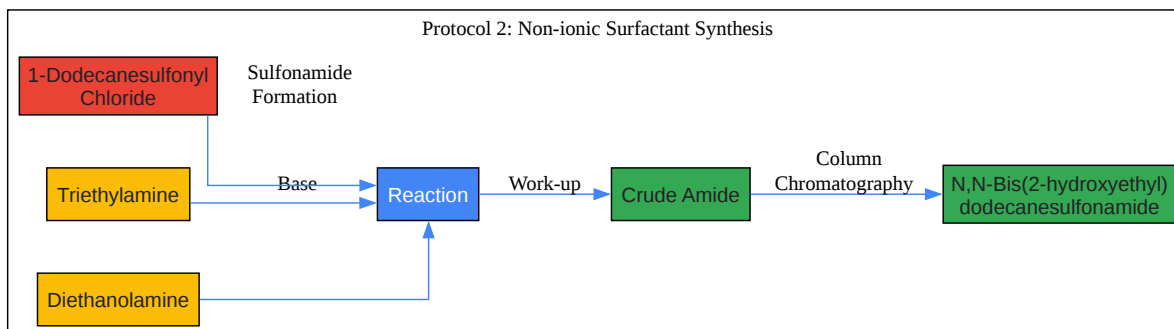 Protocol 2: Non-ionic Surfactant Synthesis
1-Dodecanesulfonyl
Chloride
Sulfonamide
Formation
Triethylamine
Base
Reaction
Work-up
Crude Amide
Column
Chromatography
N,N-Bis(2-hydroxyethyl)
dodecanesulfonamide
Diethanolamine